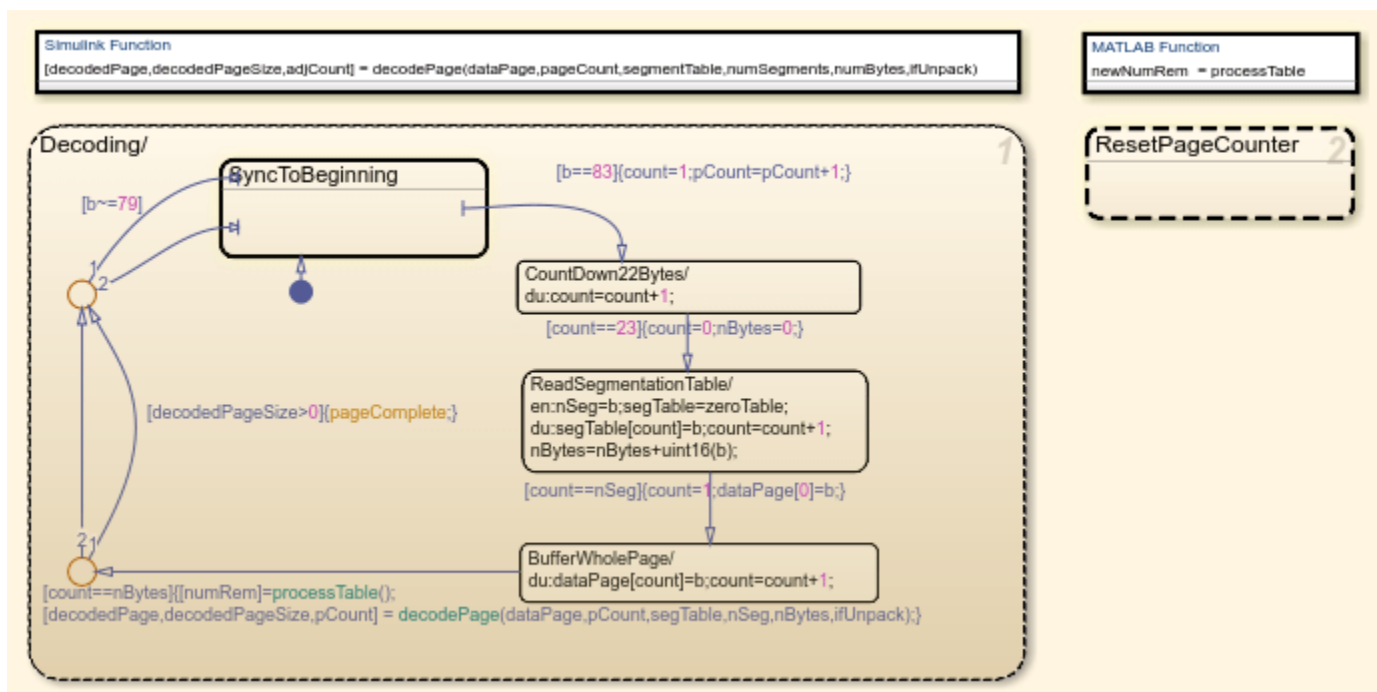 Simulink Function
[decodedPage,decodedPageSize,adjCount] = decodePage(dataPage,pageCount,segmentTable,numSegments,numBytes,ifUnpack)
MATLAB Function
newNumRem = processTable
Decoding/
1
ResetPageCounter
2
SyncToBeginning
[b==83]{count=1;pCount=pCount+1;}
[b~=79]
1
2
CountDown22Bytes/
du:count=count+1;
[count==23]{count=0;nBytes=0;}
ReadSegmentationTable/
en:nSeg=b;segTable=zeroTable;
du:segTable[count]=b;count=count+1;
nBytes=nBytes+uint16(b);
[decodedPageSize>0]{pageComplete;}
[count==nSeg]{count=1;dataPage[0]=b;}
2
1
BufferWholePage/
du:dataPage[count]=b;count=count+1;
[count==nBytes]{[numRem]=processTable();
[decodedPage,decodedPageSize,pCount] = decodePage(dataPage,pCount,segTable,nSeg,nBytes,ifUnpack);}